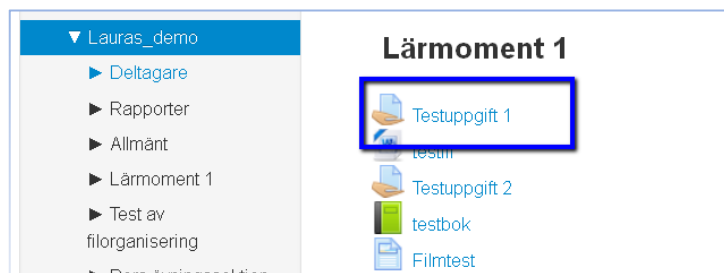 ▼ Lauras_demo
► Deltagare
► Rapporter
► Allmänt
► Lärmoment 1
► Test av
filorganisering
Lärmoment 1
Testuppgift 1
Testuppgift 2
testbok
Filmtest